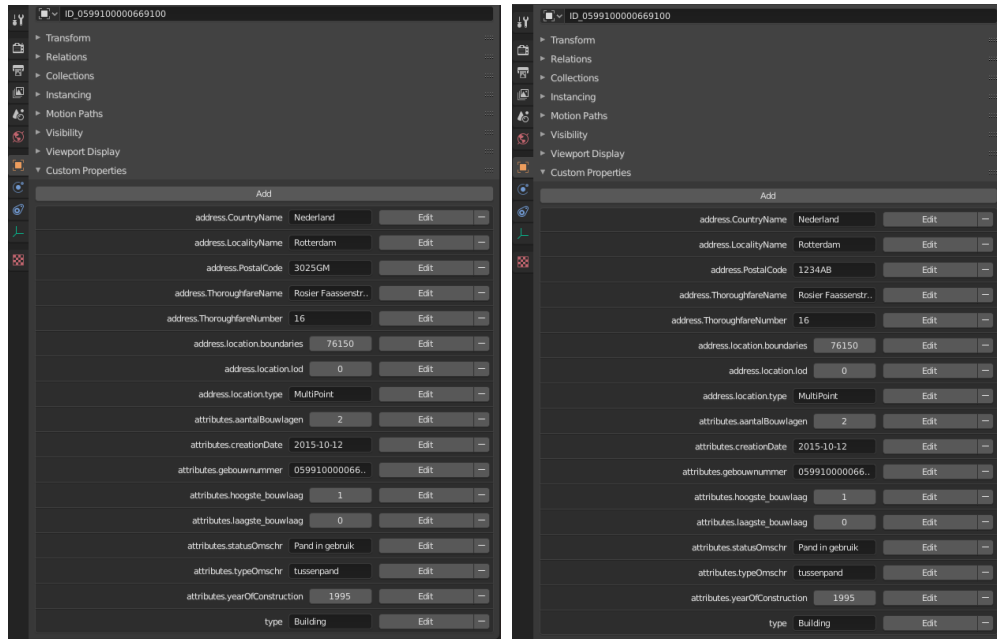 ID_0599100000669100
Transform
Relations
Collections
Instancing
Motion Paths
Visibility
Viewport Display
Custom Properties
Add
address.CountryName Nederland Edit
address.LocalityName Rotterdam Edit
address.PostalCode 3025GM Edit
address.ThoroughfareName Rosier Faassenstr.. Edit
address.ThoroughfareNumber 16 Edit
address.location.boundaries 76150 Edit
address.location.lod 0 Edit
address.location.type MultiPoint Edit
attributes.aantalBouwlagen 2 Edit
attributes.creationDate 2015-10-12 Edit
attributes.gebouwnummer 059910000066.. Edit
attributes.hoogste_bouwlaag 1 Edit
attributes.laagste_bouwlaag 0 Edit
attributes.statusOmschr Pand in gebruik Edit
attributes.typeOmschr tussenpand Edit
attributes.yearOfConstruction 1995 Edit
type Building Edit
ID_0599100000669100
Transform
Relations
Collections
Instancing
Motion Paths
Visibility
Viewport Display
Custom Properties
Add
address.CountryName Nederland Edit
address.LocalityName Rotterdam Edit
address.PostalCode 1234AB Edit
address.ThoroughfareName Rosier Faassenstr.. Edit
address.ThoroughfareNumber 16 Edit
address.location.boundaries 76150 Edit
address.location.lod 0 Edit
address.location.type MultiPoint Edit
attributes.aantalBouwlagen 2 Edit
attributes.creationDate 2015-10-12 Edit
attributes.gebouwnummer 059910000066.. Edit
attributes.hoogste_bouwlaag 1 Edit
attributes.laagste_bouwlaag 0 Edit
attributes.statusOmschr Pand in gebruik Edit
attributes.typeOmschr tussenpand Edit
attributes.yearOfConstruction 1995 Edit
type Building Edit